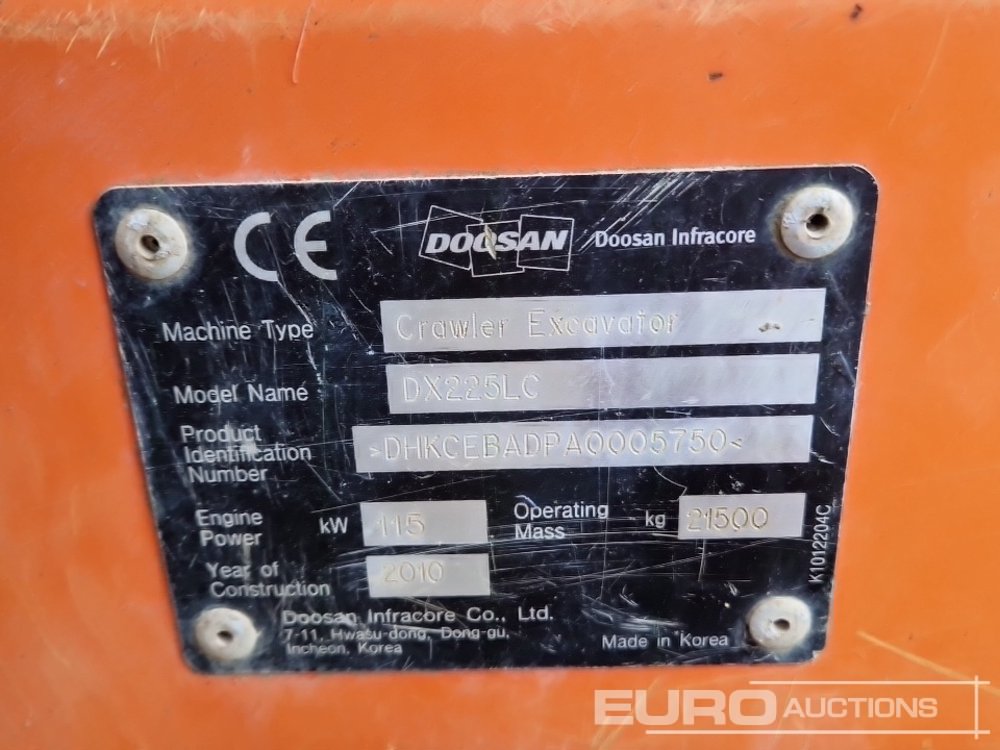 CE DOOSAN Doosan Infracore
Machine Type Crawler Excavator
Model Name DX225LC
Product
Identification
Number >DHKCEBADPA0005750<
Engine
Power kW 115 Operating
Mass kg 21500
Year of
Construction 2010
K1012204C
Doosan Infracore Co., Ltd.
7-11, Hwasu-dong, Dong-gu,
Incheon, Korea
Made in Korea
EURO AUCTIONS